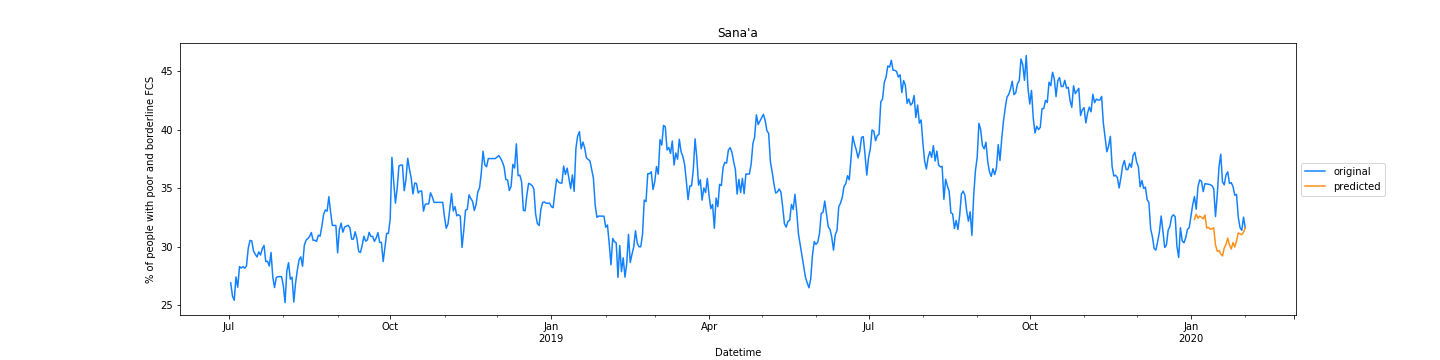 Sana'a
% of people with poor and borderline FCS
45
40
35
30
25
Jul
Oct
Jan
2019
Apr
Jul
Oct
Jan
2020
Datetime
original
predicted